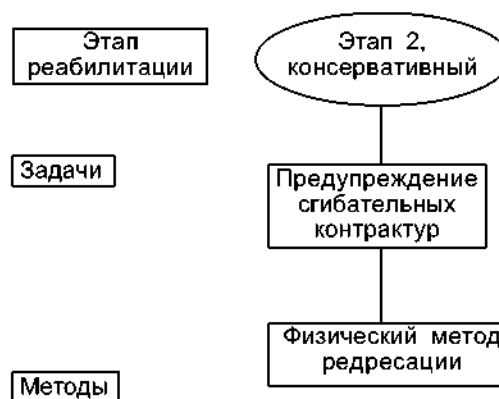 Этап
реабилитации
Этап 2,
консервативный
Задачи
Предупреждение
сгибательных
контрактур
Физический метод
редресации
Методы